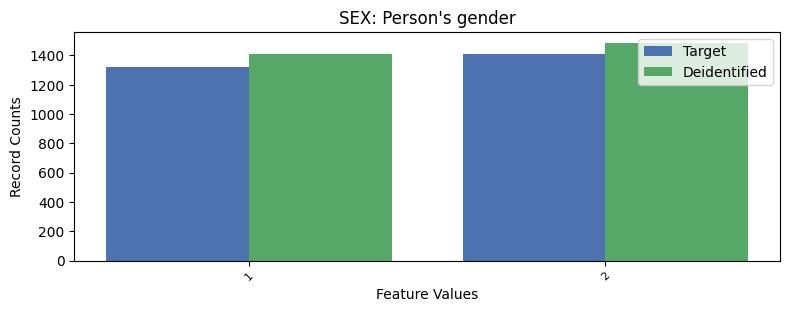 SEX: Person's gender
Target
Deidentified
Record Counts
1400
1200
1000
800
600
400
200
0
1
2
Feature Values